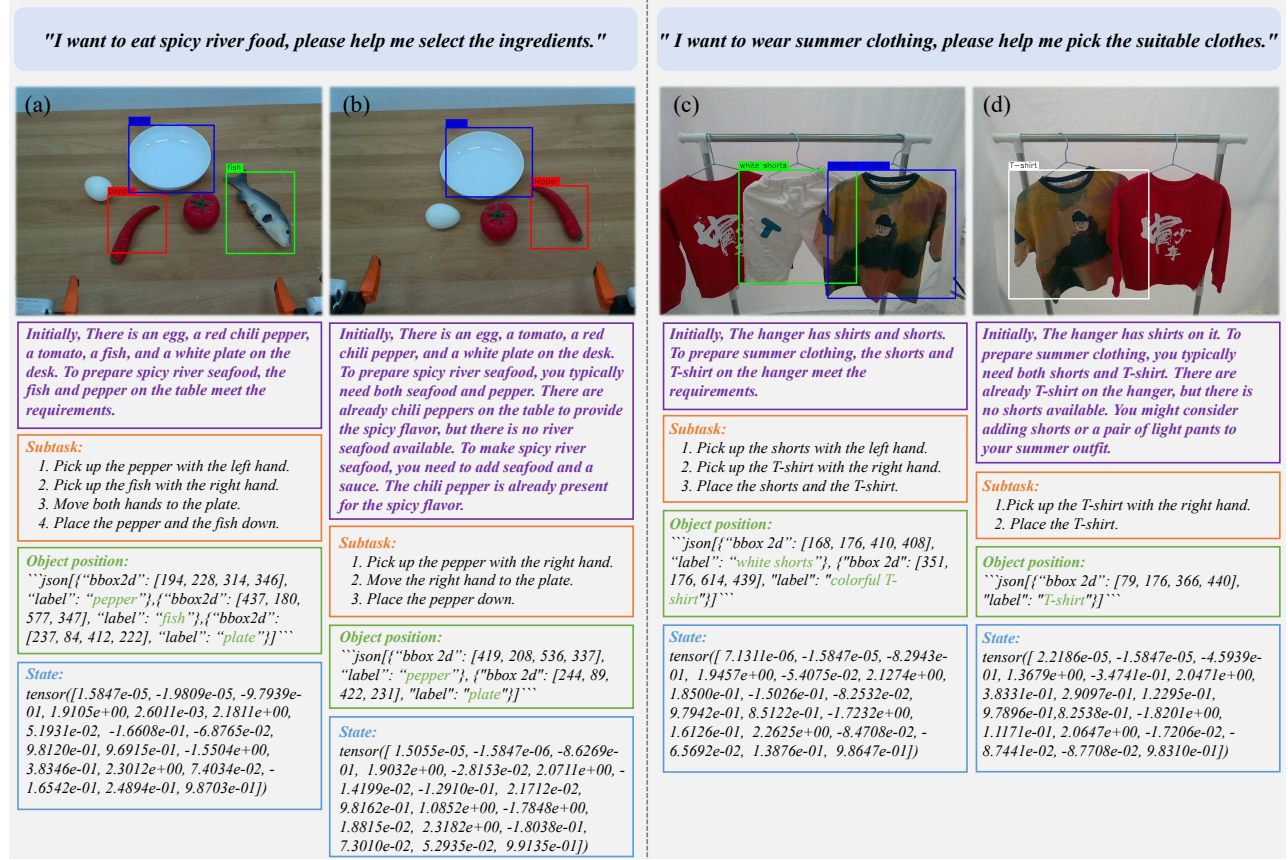 "I want to eat spicy river food, please help me select the ingredients."
(a)
fish
pepper
Initially, There is an egg, a red chili pepper,
a tomato, a fish, and a white plate on the
desk. To prepare spicy river seafood, the
fish and pepper on the table meet the
requirements.
Subtask:
1. Pick up the pepper with the left hand.
2. Pick up the fish with the right hand.
3. Move both hands to the plate.
4. Place the pepper and the fish down.
Object position:
```json[{“bbox2d”: [194, 228, 314, 346],
“label”: “pepper”},{“bbox2d”: [437, 180,
577, 347], “label”: “fish”},{“bbox2d”:
[237, 84, 412, 222], “label”: “plate”}]```
State:
tensor([1.5847e-05, -1.9809e-05, -9.7939e-
01, 1.9105e+00, 2.6011e-03, 2.1811e+00,
5.1931e-02, -1.6608e-01, -6.8765e-02,
9.8120e-01, 9.6915e-01, -1.5504e+00,
3.8346e-01, 2.3012e+00, 7.4034e-02, -
1.6542e-01, 2.4894e-01, 9.8703e-01])
(b)
pepper
Initially, There is an egg, a tomato, a red
chili pepper, and a white plate on the desk.
To prepare spicy river seafood, you typically
need both seafood and pepper. There are
already chili peppers on the table to provide
the spicy flavor, but there is no river
seafood available. To make spicy river
seafood, you need to add seafood and a
sauce. The chili pepper is already present
for the spicy flavor.
Subtask:
1. Pick up the pepper with the right hand.
2. Move the right hand to the plate.
3. Place the pepper down.
Object position:
```json[{“bbox 2d”: [419, 208, 536, 337],
“label”: “pepper”}, {"bbox 2d": [244, 89,
422, 231], "label": "plate"}]```
State:
tensor([ 1.5055e-05, -1.5847e-06, -8.6269e-
01, 1.9032e+00, -2.8153e-02, 2.0711e+00, -
1.4199e-02, -1.2910e-01, 2.1712e-02,
9.8162e-01, 1.0852e+00, -1.7848e+00,
1.8815e-02, 2.3182e+00, -1.8038e-01,
7.3010e-02, 5.2935e-02, 9.9135e-01])
" I want to wear summer clothing, please help me pick the suitable clothes."
(c)
white shorts
Initially, The hanger has shirts and shorts.
To prepare summer clothing, the shorts and
T-shirt on the hanger meet the
requirements.
Subtask:
1. Pick up the shorts with the left hand.
2. Pick up the T-shirt with the right hand.
3. Place the shorts and the T-shirt.
Object position:
```json[{“bbox 2d”: [168, 176, 410, 408],
“label”: “white shorts”}, {"bbox 2d": [351,
176, 614, 439], "label": "colorful T-
shirt"}]```
State:
tensor([ 7.1311e-06, -1.5847e-05, -8.2943e-
01, 1.9457e+00, -5.4075e-02, 2.1274e+00,
1.8500e-01, -1.5026e-01, -8.2532e-02,
9.7942e-01, 8.5122e-01, -1.7232e+00,
1.6126e-01, 2.2625e+00, -8.4708e-02, -
6.5692e-02, 1.3876e-01, 9.8647e-01])
(d)
T-shirt
少年
Initially, The hanger has shirts on it. To
prepare summer clothing, you typically
need both shorts and T-shirt. There are
already T-shirt on the hanger, but there is
no shorts available. You might consider
adding shorts or a pair of light pants to
your summer outfit.
Subtask:
1.Pick up the T-shirt with the right hand.
2. Place the T-shirt.
Object position:
```json[{“bbox 2d”: [79, 176, 366, 440],
"label": "T-shirt"}]```
State:
tensor([ 2.2186e-05, -1.5847e-05, -4.5939e-
01, 1.3679e+00, -3.4741e-01, 2.0471e+00,
3.8331e-01, 2.9097e-01, 1.2295e-01,
9.7896e-01,8.2538e-01, -1.8201e+00,
1.1171e-01, 2.0647e+00, -1.7206e-02, -
8.7441e-02, -8.7708e-02, 9.8310e-01])